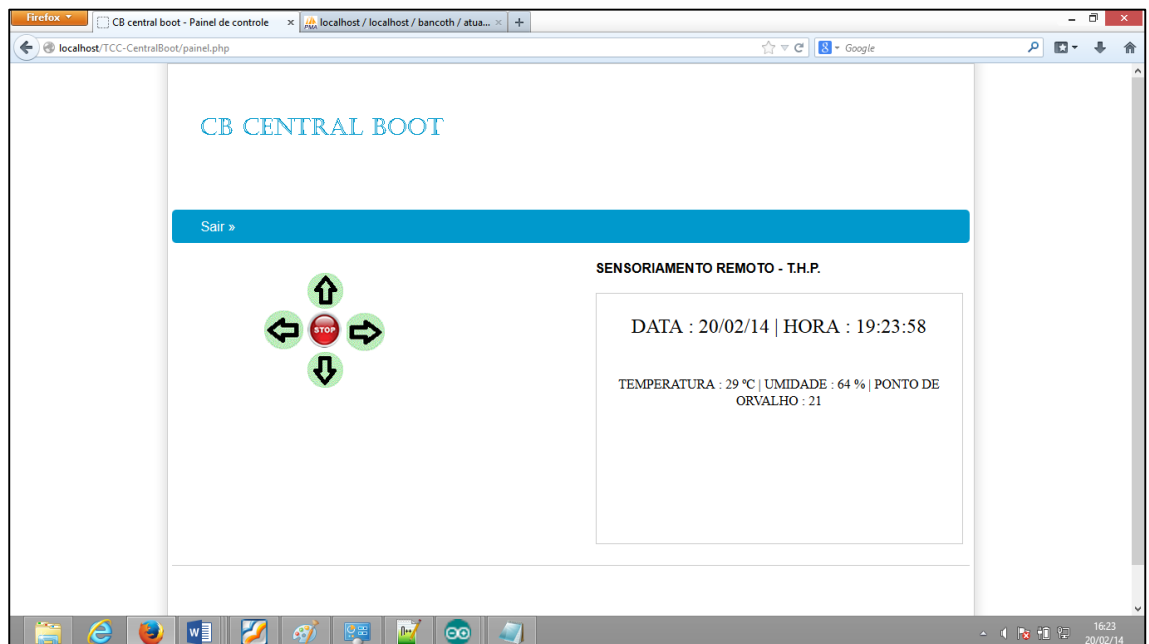 Firefox
CB central boot - Painel de controle
localhost / localhost / bancoth / atua...
localhost/TCC-CentralBoot/painel.php
Google
CB CENTRAL BOOT
Sair »
SENSORIAMENTO REMOTO - T.H.P.
STOP
DATA : 20/02/14 | HORA : 19:23:58
TEMPERATURA : 29 ºC | UMIDADE : 64 % | PONTO DE
ORVALHO : 21
16:23
20/02/14